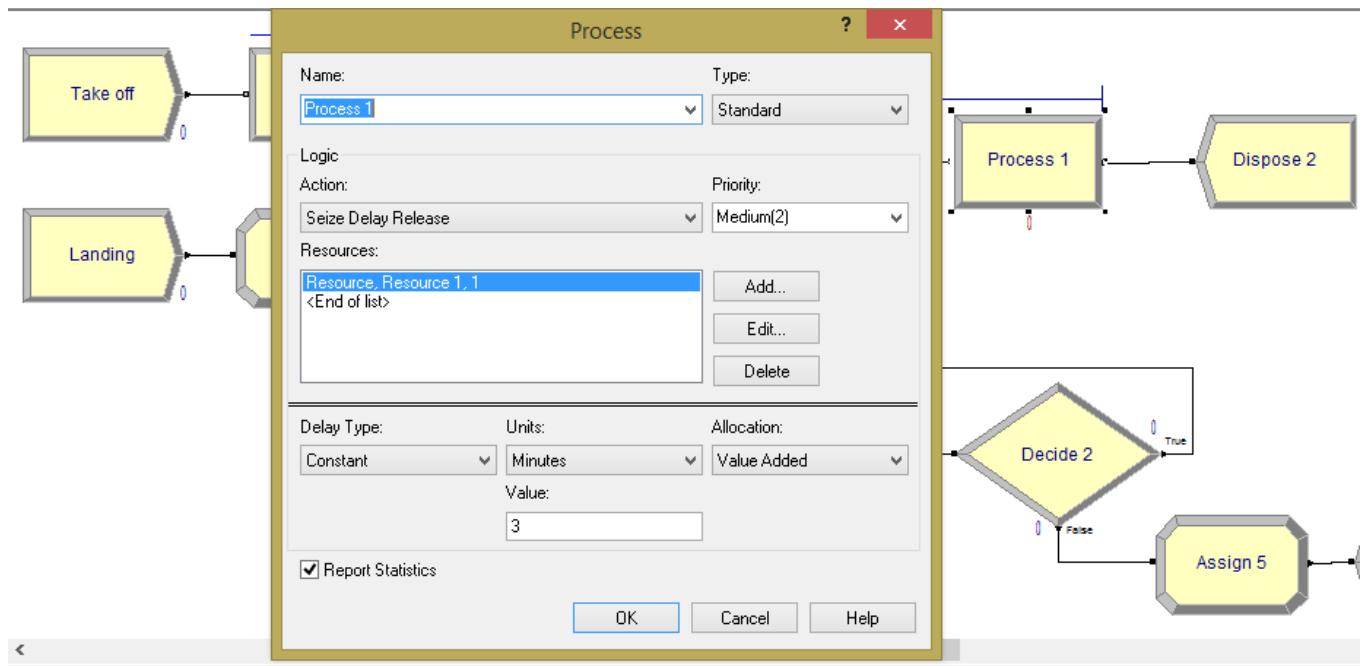 Process
?
×
Name:
Type:
Process 1
Standard
Logic
Action:
Priority:
Seize Delay Release
Medium(2)
Resources:
Resource, Resource 1, 1
<End of list>
Add...
Edit...
Delete
Delay Type:
Units:
Allocation:
Constant
Minutes
Value Added
Value:
3
Report Statistics
OK
Cancel
Help
Take off
0
Landing
0
Process 1
0
Dispose 2
Decide 2
0
True
0
False
Assign 5